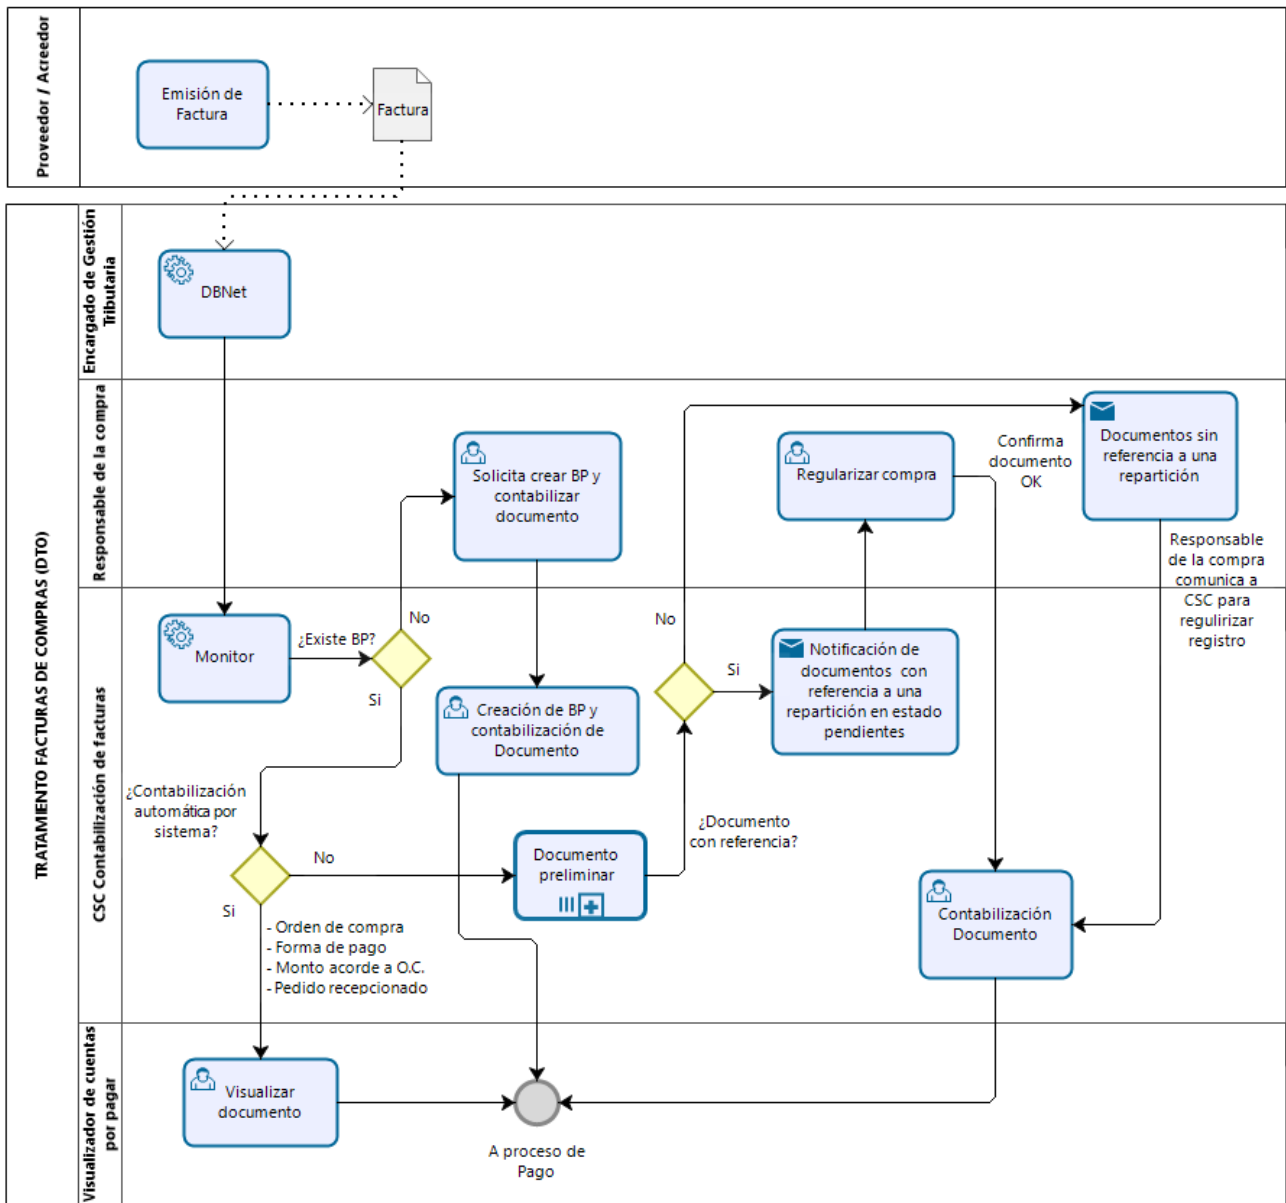 Proveedor / Acreedor
Emisión de
Factura
Factura
TRATAMIENTO FACTURAS DE COMPRAS (DTO)
Encargado de Gestión
Tributaria
DBNet
Responsable de la compra
Solicita crear BP y
contabilizar
documento
Regularizar compra
Confirma
documento
OK
Documentos sin
referencia a una
repartición
Responsable
de la compra
comunica a
CSC para
regulirizar
registro
CSC Contabilización de facturas
Monitor
¿Existe BP?
No
Si
Creación de BP y
contabilización de
Documento
No
Si
Notificación de
documentos con
referencia a una
repartición en estado
pendientes
¿Contabilización
automática por
sistema?
No
Si
Documento
preliminar
¿Documento
con referencia?
- Orden de compra
- Forma de pago
- Monto acorde a O.C.
- Pedido recepcionado
Contabilización
Documento
Visualizador de cuentas
por pagar
Visualizar
documento
A proceso de
Pago